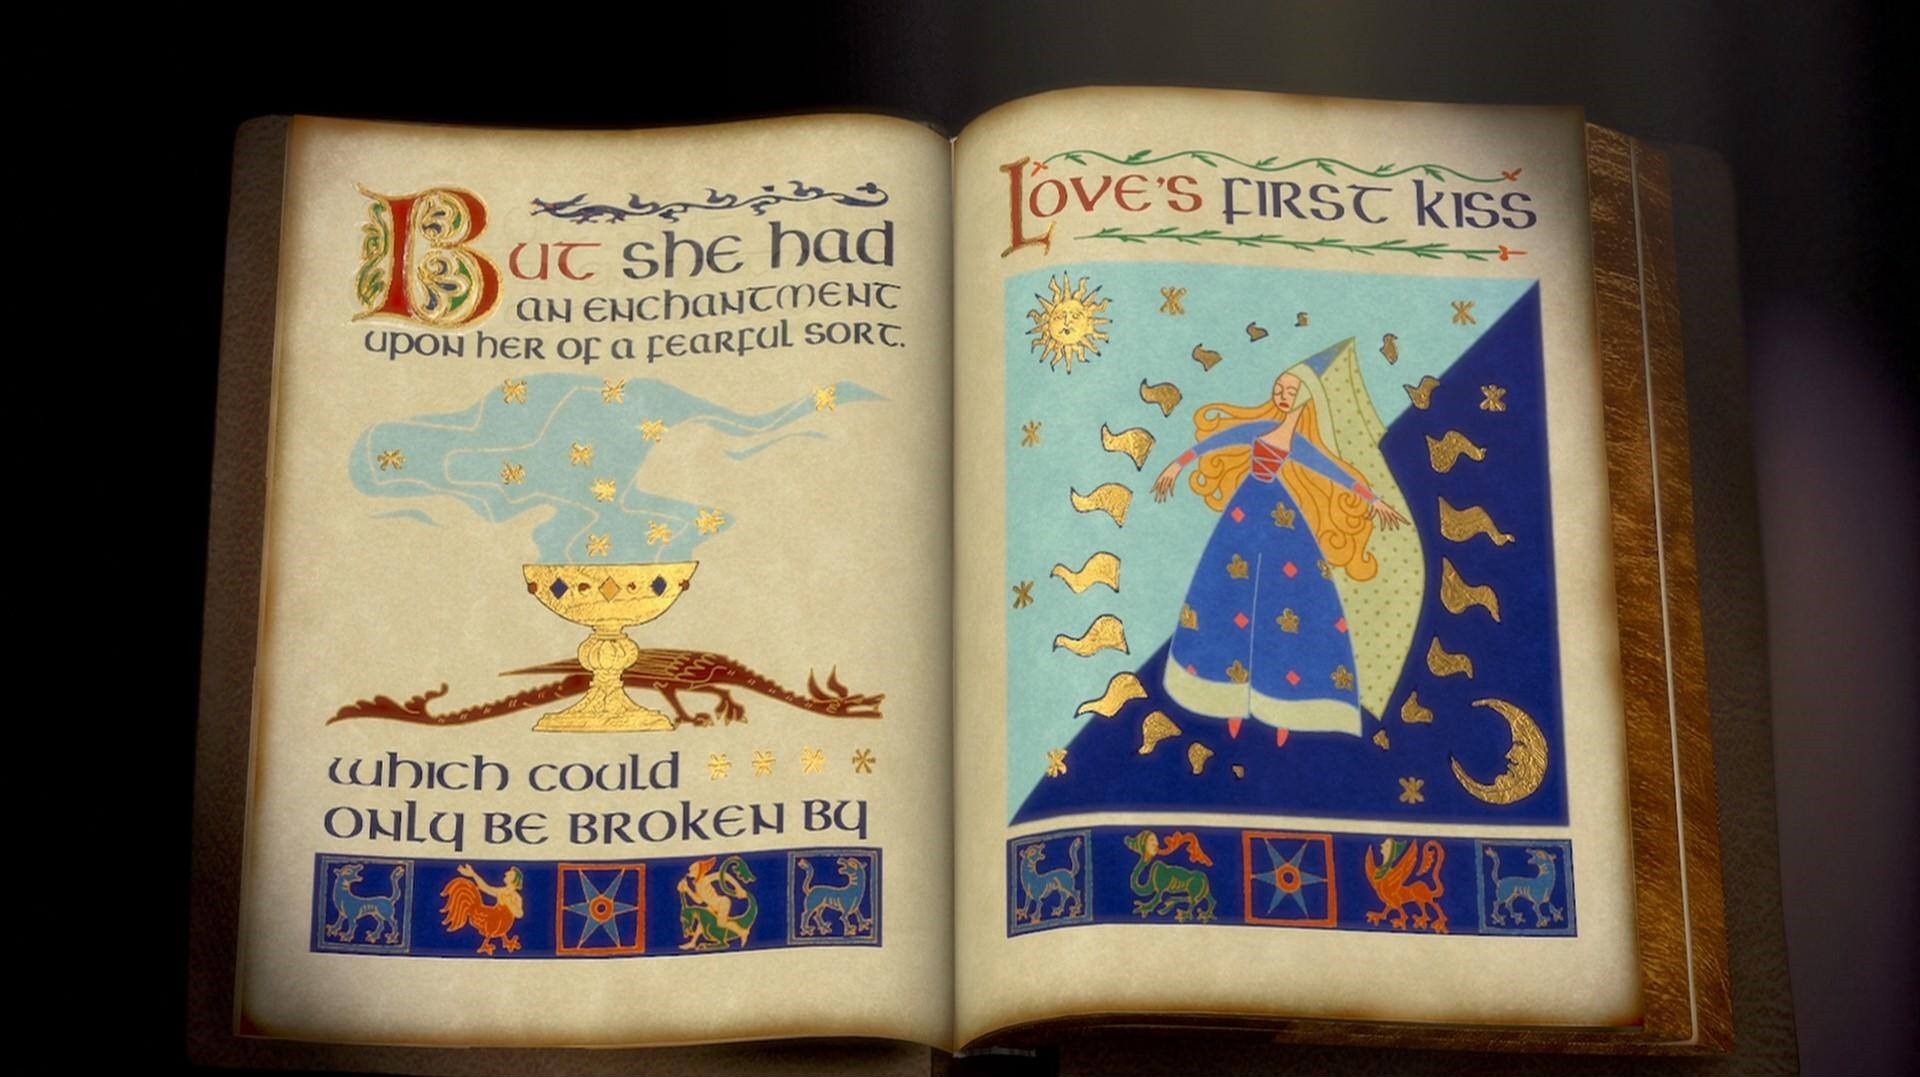 But she had
an enchantment
upon her of a fearful sort.
which could
only be broken by
Love's first kiss